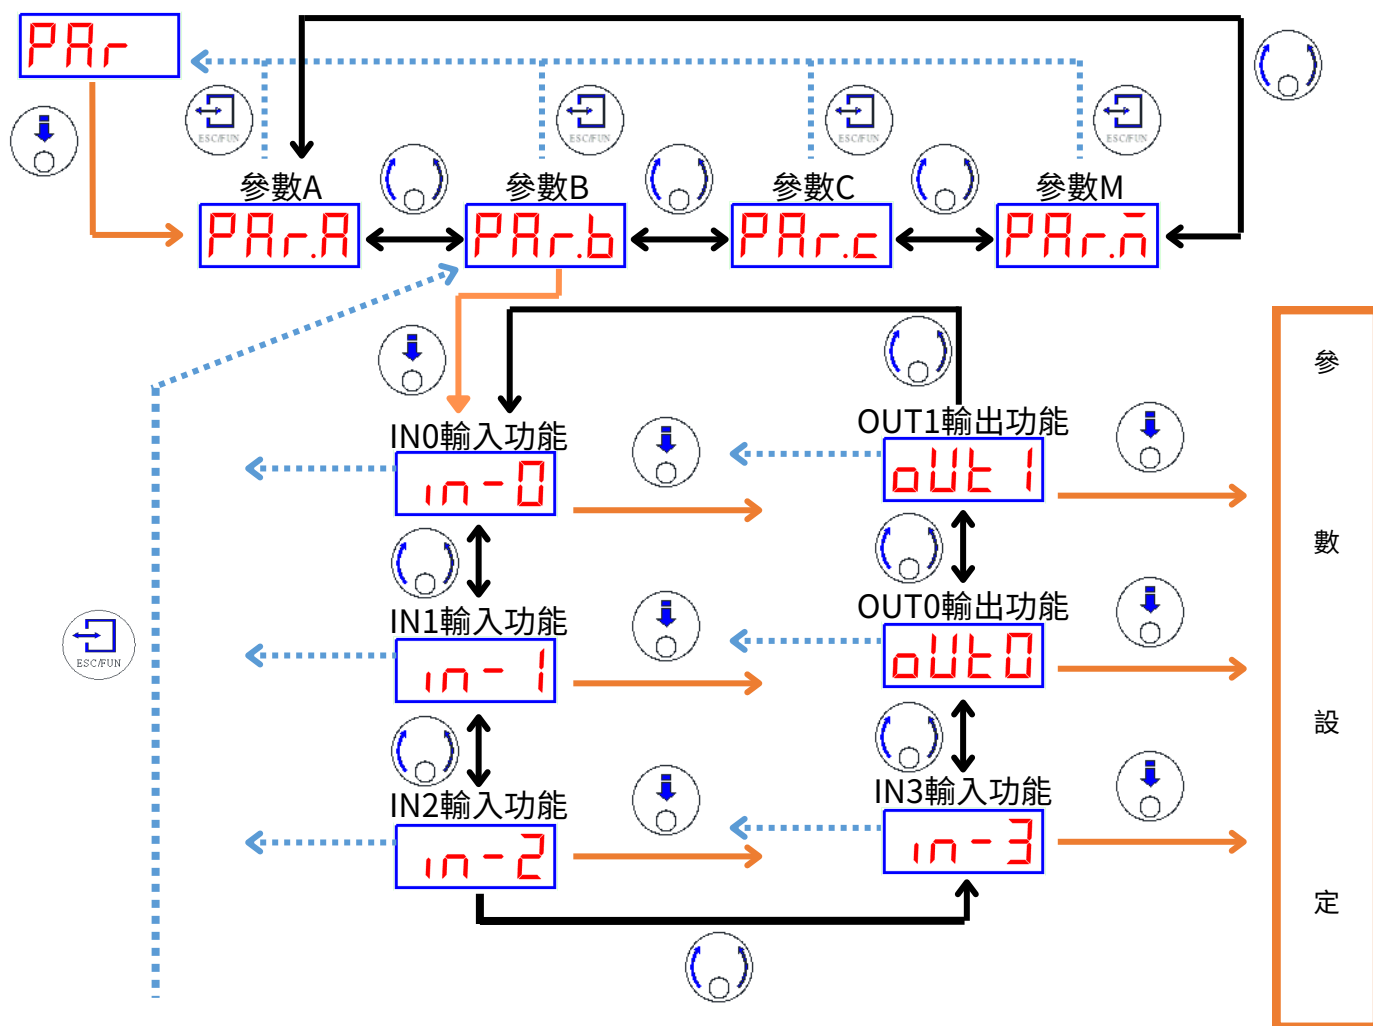 PAr
ESC/FUN
ESC/FUN
ESC/FUN
ESC/FUN
參數A
參數B
參數C
參數M
PAr.A
PAr.b
PAr.c
PAr.n̄
IN0輸入功能
in-0
OUT1輸出功能
oUt1
IN1輸入功能
in-1
OUT0輸出功能
oUt0
ESC/FUN
IN2輸入功能
in-2
IN3輸入功能
in-3
參
數
設
定